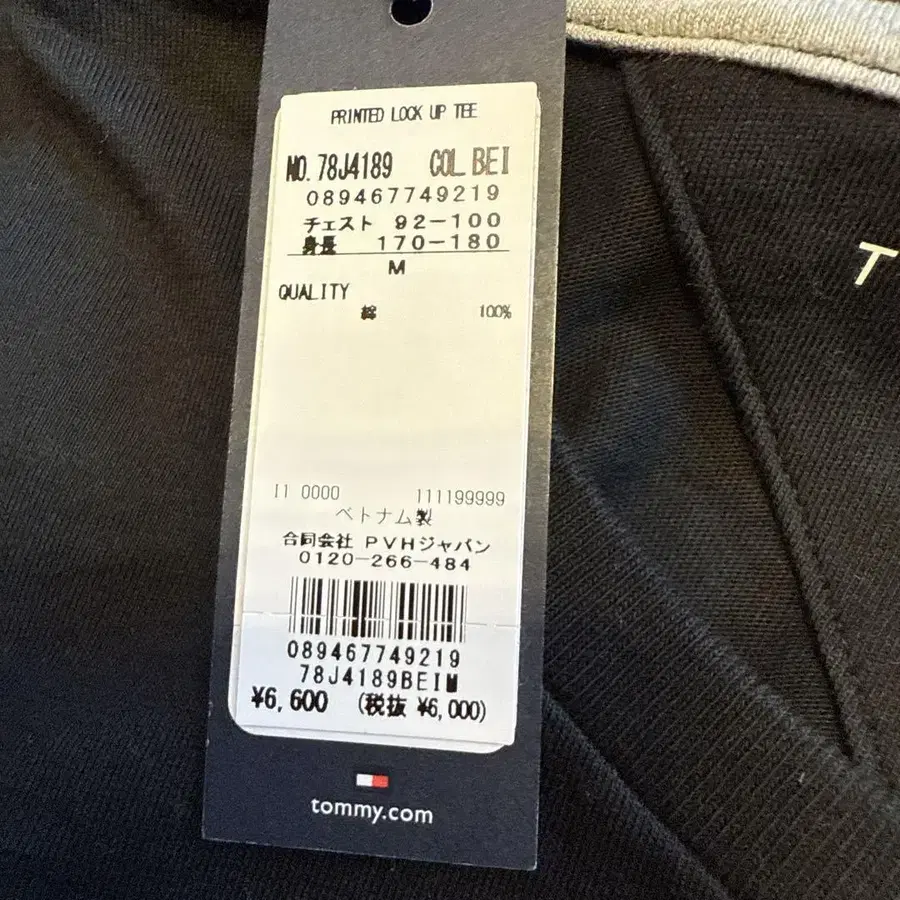 PRINTED LOCK UP TEE
NO. 78J4189 COL BEI
089467749219
チェスト 92-100
身長 170-180
M
QUALITY
綿 100%
I1 0000 111199999
ベトナム製
合同会社 PVHジャパン
0120-266-484
089467749219
78J4189BEIM
¥6,600 (税抜 ¥6,000)
tommy.com
T